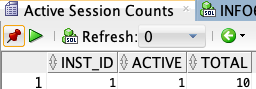 Active Session Counts INFO
SQL Refresh: 0
INST_ID ACTIVE TOTAL
1 1 1 10